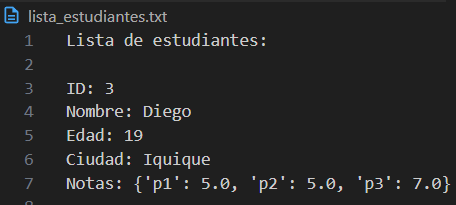 lista_estudiantes.txt
1 Lista de estudiantes:
2
3 ID: 3
4 Nombre: Diego
5 Edad: 19
6 Ciudad: Iquique
7 Notas: {'p1': 5.0, 'p2': 5.0, 'p3': 7.0}